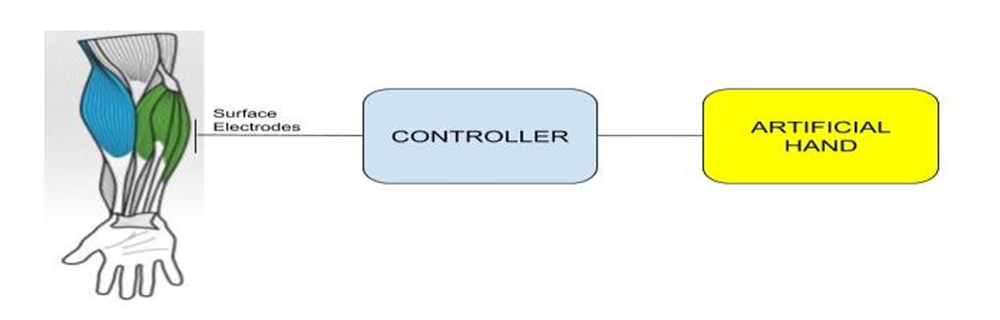 Surface
Electrodes
CONTROLLER
ARTIFICIAL
HAND